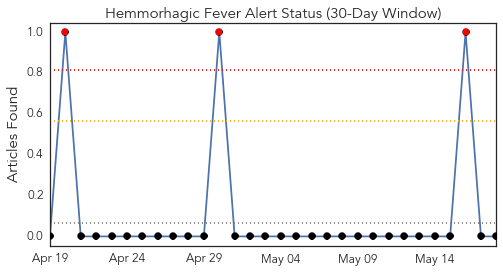 Hemmorhagic Fever Alert Status (30-Day Window)
Articles Found
1.0
0.8
0.6
0.4
0.2
0.0
Apr 19 Apr 24 Apr 29 May 04 May 09 May 14